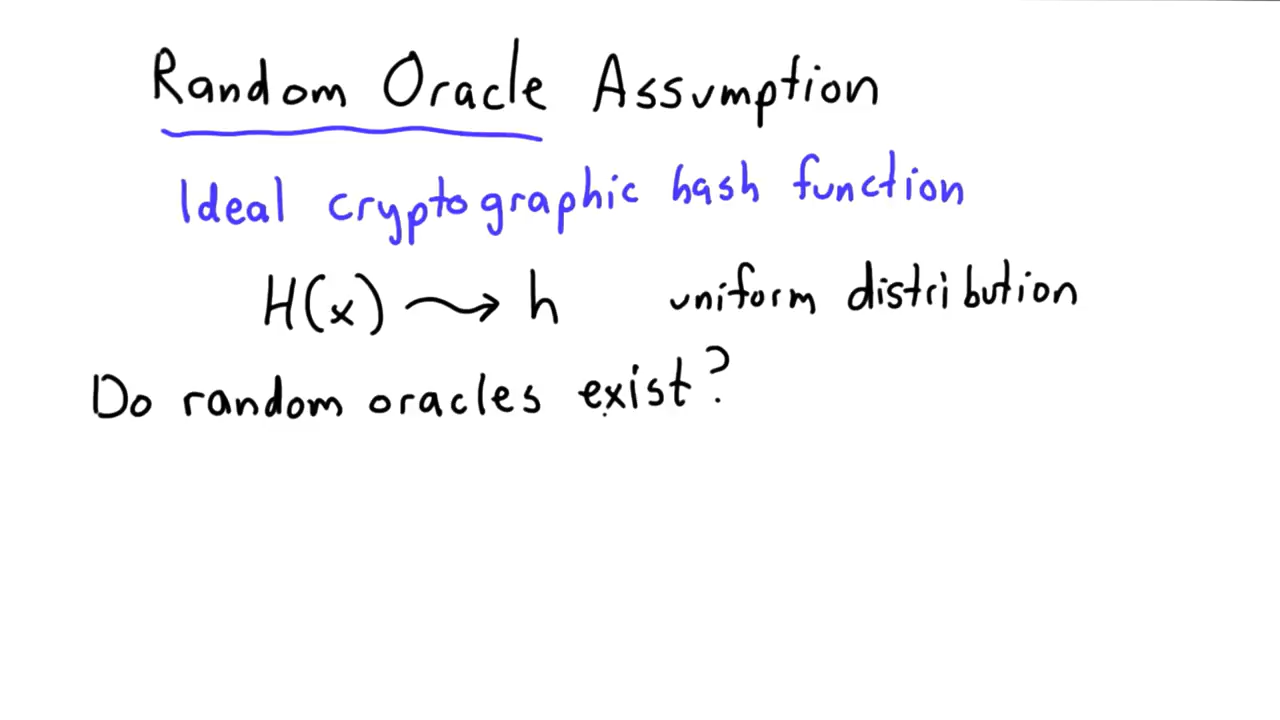 Random Oracle Assumption
Ideal cryptographic hash function
H(x) → h uniform distribution
Do random oracles exist?